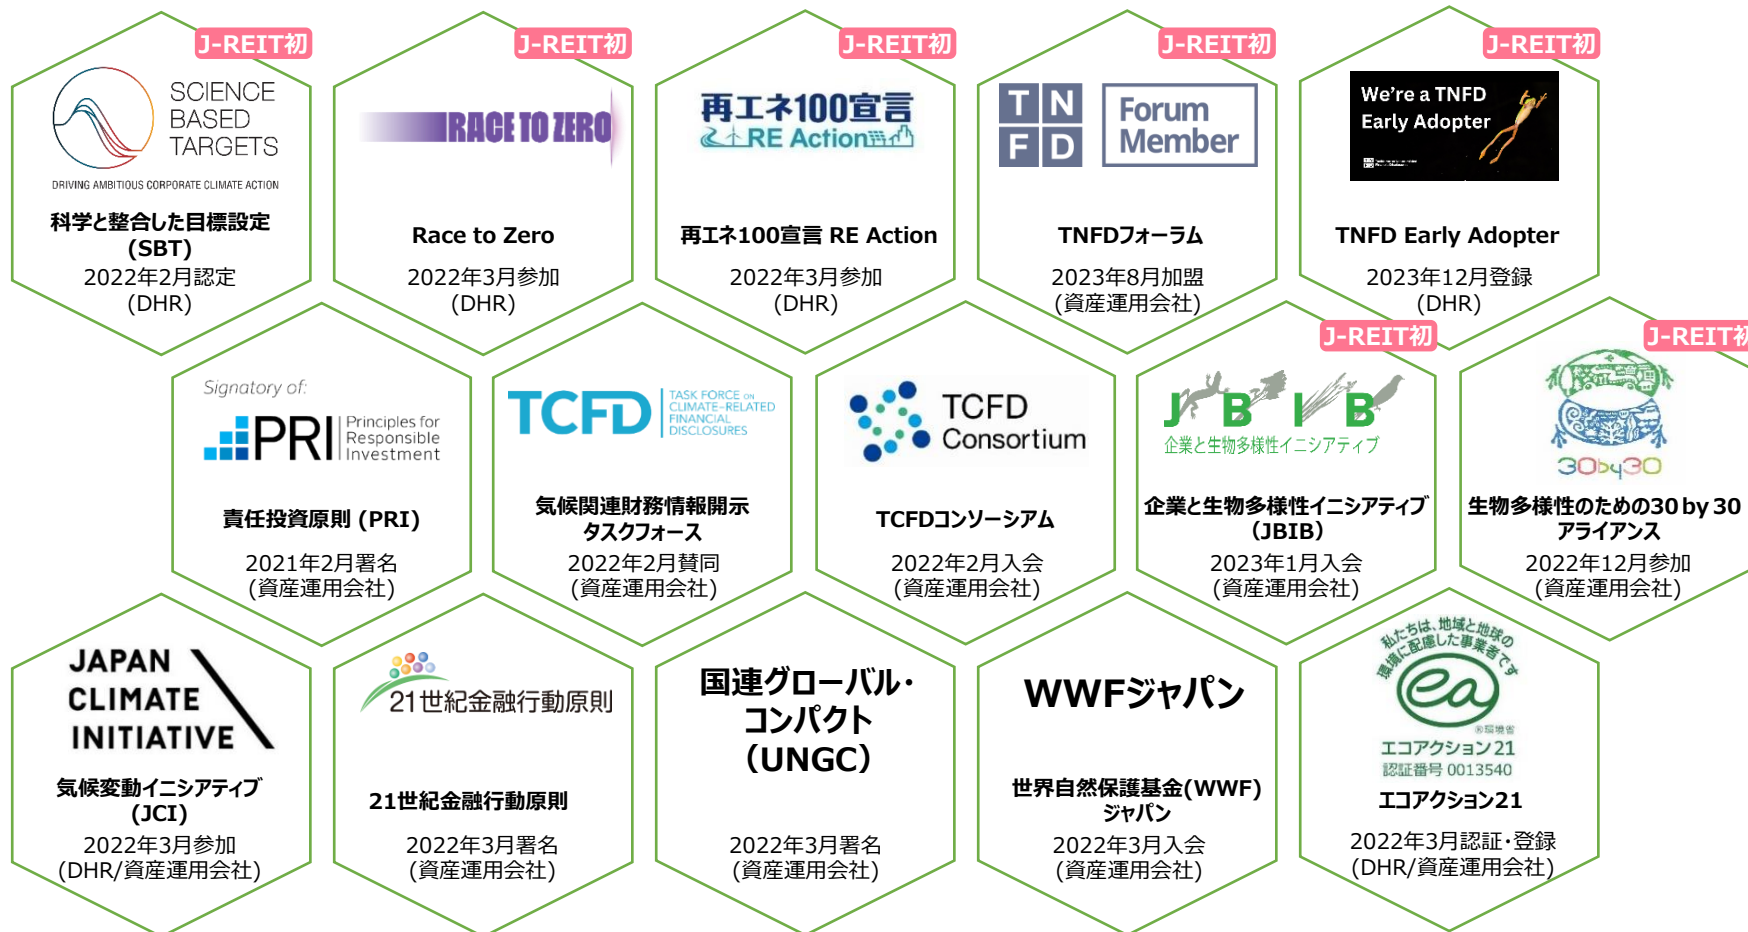 J-REIT初
SCIENCE
BASED
TARGETS
DRIVING AMBITIOUS CORPORATE CLIMATE ACTION
科学と整合した目標設定
(SBT)
2022年2月認定
(DHR)
J-REIT初
RACE TO ZERO
Race to Zero
2022年3月参加
(DHR)
J-REIT初
再エネ100宣言
RE Action
再エネ100宣言 RE Action
2022年3月参加
(DHR)
J-REIT初
TN
FD
Forum
Member
TNFDフォーラム
2023年8月加盟
(資産運用会社)
J-REIT初
We're a TNFD
Early Adopter
TNFD Early Adopter
2023年12月登録
(DHR)
Signatory of:
PRI
Principles for
Responsible
Investment
責任投資原則 (PRI)
2021年2月署名
(資産運用会社)
TCFD
TASK FORCE ON
CLIMATE-RELATED
FINANCIAL
DISCLOSURES
気候関連財務情報開示
タスクフォース
2022年2月賛同
(資産運用会社)
TCFD
Consortium
TCFDコンソーシアム
2022年2月入会
(資産運用会社)
J-REIT初
JBIB
企業と生物多様性イニシアティブ
企業と生物多様性イニシアティブ
（JBIB）
2023年1月入会
(資産運用会社)
J-REIT初
30by30
生物多様性のための30 by 30
アライアンス
2022年12月参加
(資産運用会社)
JAPAN
CLIMATE
INITIATIVE
気候変動イニシアティブ
(JCI)
2022年3月参加
(DHR/資産運用会社)
21世紀金融行動原則
21世紀金融行動原則
2022年3月署名
(資産運用会社)
国連グローバル・
コンパクト
（UNGC）
2022年3月署名
(資産運用会社)
WWFジャパン
世界自然保護基金(WWF)
ジャパン
2022年3月入会
(資産運用会社)
私たちは、地域と地球の
環境に配慮した事業者です
ea
®環境省
エコアクション21
認証番号 0013540
エコアクション21
2022年3月認証・登録
(DHR/資産運用会社)